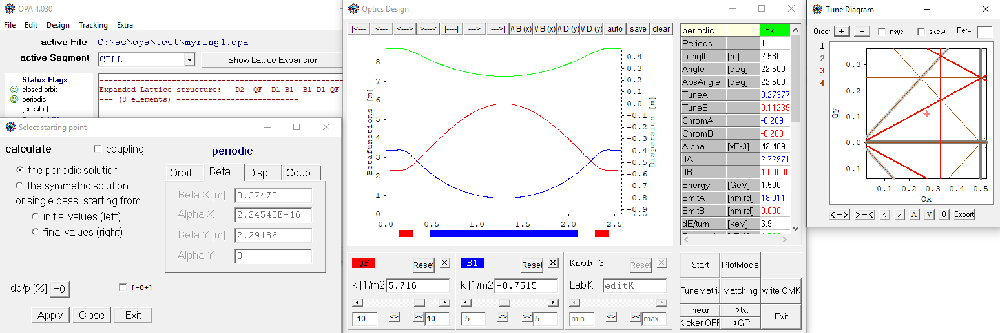 OPA 4.030
File Edit Design Tracking Extra
active File C:\as\opa\test\myring1.opa
active Segment CELL Show Lattice Expansion
Status Flags
closed orbit
periodic
(circular)
Expanded Lattice structure: -D2 -QF -D1 B1 -B1 D1 QF
--- (8 elements) --------------------------
Select starting point
calculate coupling - periodic -
the periodic solution
the symmetric solution
or single pass, starting from
initial values (left)
final values (right)
Orbit Beta Disp Coup
Beta X [m] 3.37473
Alpha X 2.24545E-16
Beta Y [m] 2.29186
Alpha Y 0
dp/p [%] =0 [-0+]
Apply Close Exit
Optics Design
|<--- <--- <---> >---< |----| ---> --->| /\ B (x) \/ B (x) /\ D (y) \/ D (y) auto save clear
Betafunctions [m]
8
7
6
5
4
3
2
1
0
0.0 0.5 1.0 1.5 2.0 2.5
0.4
0.3
0.2
0.1
0.0
-0.1
-0.2
-0.3
-0.4
-0.5
-0.6
-0.7
-0.8
-0.9
Dispersion [m]
periodic ok
Periods 1
Length [m] 2.580
Angle [deg] 22.500
AbsAngle [deg] 22.500
TuneA 0.27377
TuneB 0.11239
ChromA -0.289
ChromB -0.200
Alpha [xE-3] 42.409
JA 2.72971
JB 1.00000
Energy [GeV] 1.500
EmitA [nm rd] 18.911
EmitB [nm rd] 0.000
dE/turn [keV] 6.9
QF Reset X
k [1/m2 5.716
-10 <> >< 10
B1 Reset X
k [1/m2 -0.7515
-5 <> >< 5
Knob 3 Reset X
LabK editK
min <> >< max
Start PlotMode
TuneMatri Matching write OMK
linear ->txt
Kicker OFF ->GP Exit
Tune Diagram
Order + - nsys skew Per= 1
1
2
3
4
Qy
0.3
0.2
0.1
0.0
-0.1
0.1 0.2 0.3 0.4 0.5
Qx
<-> >-< < > Λ V 0 Export